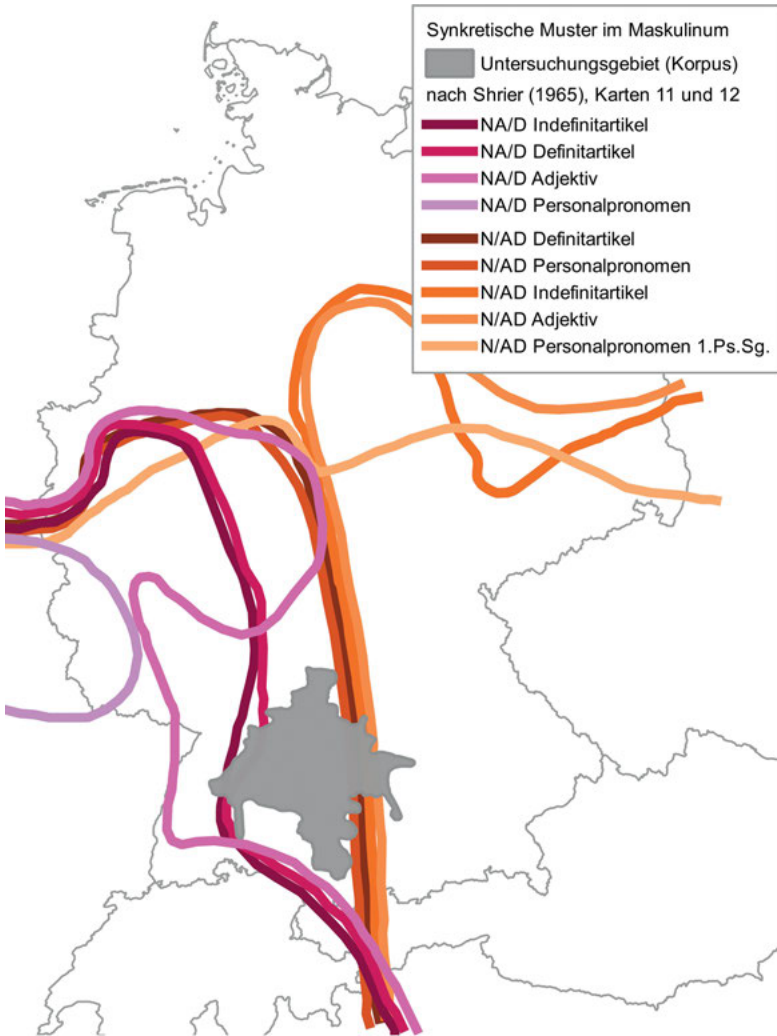 Synkretische Muster im Maskulinum
Untersuchungsgebiet (Korpus)
nach Shrier (1965), Karten 11 und 12
NA/D Indefinitartikel
NA/D Definitartikel
NA/D Adjektiv
NA/D Personalpronomen
N/AD Definitartikel
N/AD Personalpronomen
N/AD Indefinitartikel
N/AD Adjektiv
N/AD Personalpronomen 1.Ps.Sg.